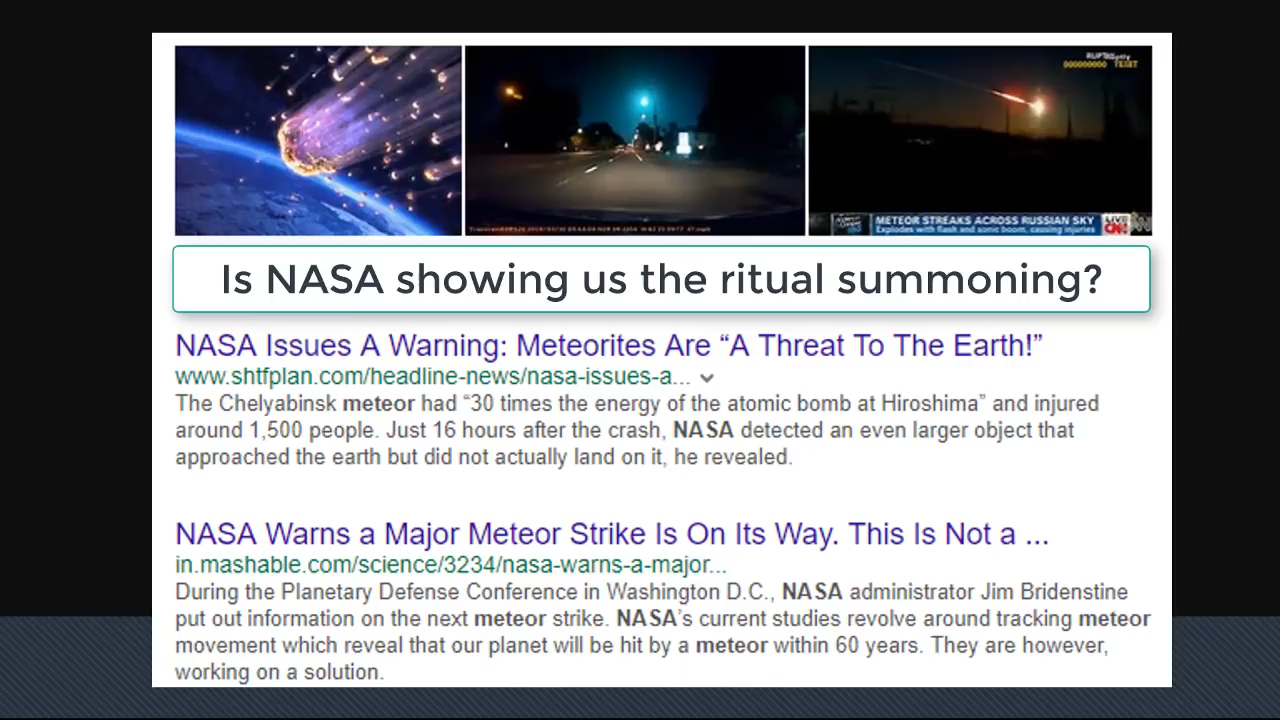 METEOR STREAKS ACROSS RUSSIAN SKY
Explodes with flash and sonic boom, causing injuries
LIVE
CNN
Is NASA showing us the ritual summoning?
NASA Issues A Warning: Meteorites Are “A Threat To The Earth!”
www.shtfplan.com/headline-news/nasa-issues-a...
The Chelyabinsk meteor had “30 times the energy of the atomic bomb at Hiroshima” and injured
around 1,500 people. Just 16 hours after the crash, NASA detected an even larger object that
approached the earth but did not actually land on it, he revealed.
NASA Warns a Major Meteor Strike Is On Its Way. This Is Not a ...
in.mashable.com/science/3234/nasa-warns-a-major...
During the Planetary Defense Conference in Washington D.C., NASA administrator Jim Bridenstine
put out information on the next meteor strike. NASA's current studies revolve around tracking meteor
movement which reveal that our planet will be hit by a meteor within 60 years. They are however,
working on a solution.